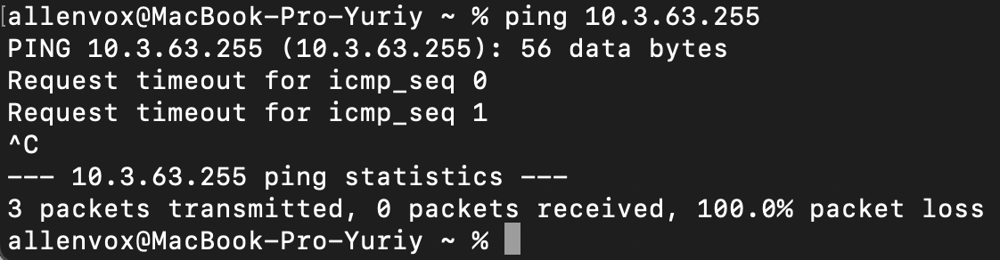 [allenvox@MacBook-Pro-Yuriy ~ % ping 10.3.63.255
PING 10.3.63.255 (10.3.63.255): 56 data bytes
Request timeout for icmp_seq 0
Request timeout for icmp_seq 1
^C
--- 10.3.63.255 ping statistics ---
3 packets transmitted, 0 packets received, 100.0% packet loss
allenvox@MacBook-Pro-Yuriy ~ %